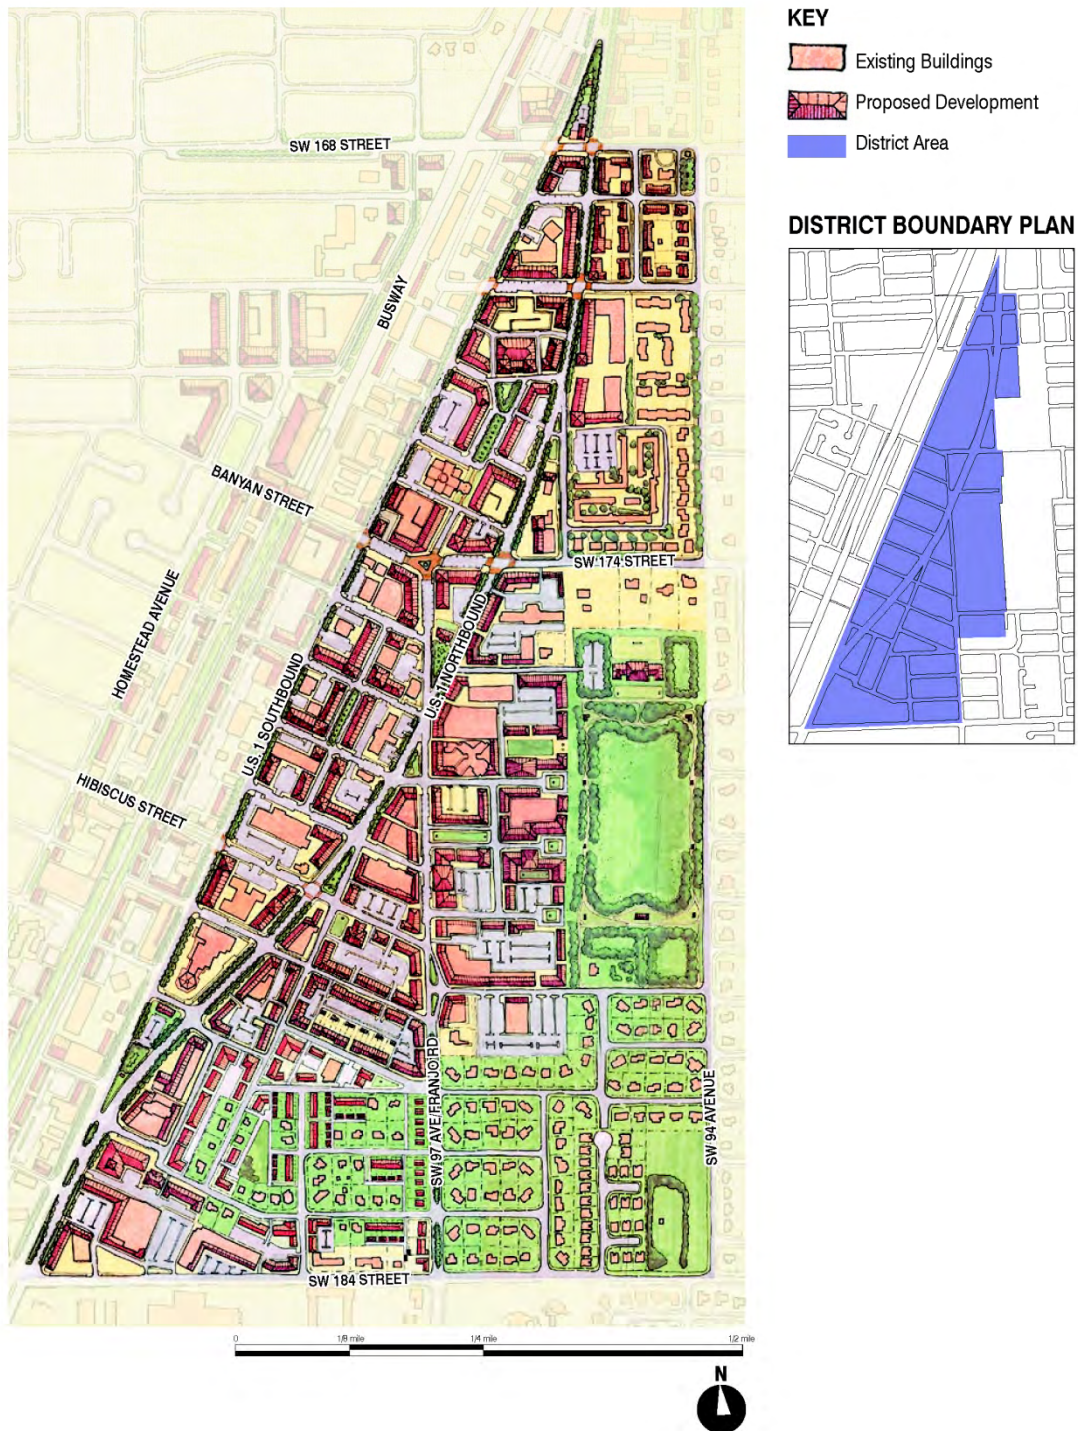 KEY
Existing Buildings
Proposed Development
District Area
DISTRICT BOUNDARY PLAN
SW 168 STREET
BUSWAY
BANYAN STREET
SW 174 STREET
HOMESTEAD AVENUE
U.S. 1 NORTHBOUND
U.S. 1 SOUTHBOUND
HIBISCUS STREET
SW 97 AVE/FRANJO RD
SW 94 AVENUE
SW 184 STREET
0 1/8 mile 1/4 mile 1/2 mile
N